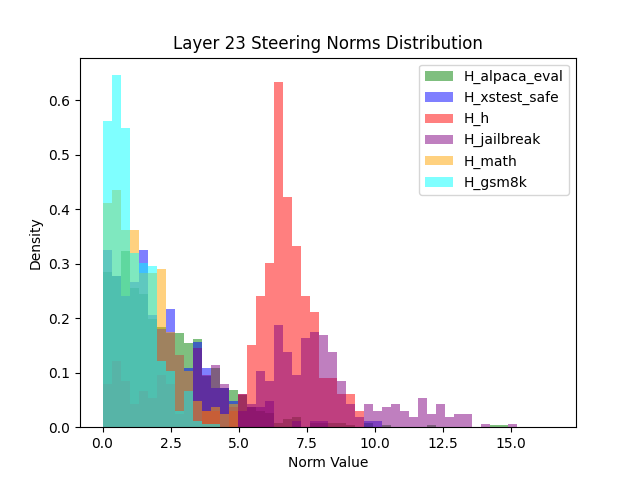 Layer 23 Steering Norms Distribution
H_alpaca_eval
H_xstest_safe
H_h
H_jailbreak
H_math
H_gsm8k
Density
0.6
0.5
0.4
0.3
0.2
0.1
0.0
0.0 2.5 5.0 7.5 10.0 12.5 15.0
Norm Value